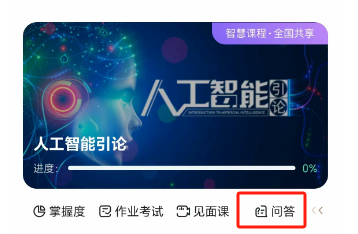 智慧课程·全国共享
人工智能引论
INTRODUCTION TO ARTIFICIAL INTELLIGENCE
人工智能引论
进度： 0%
掌握度 作业考试 见面课 问答